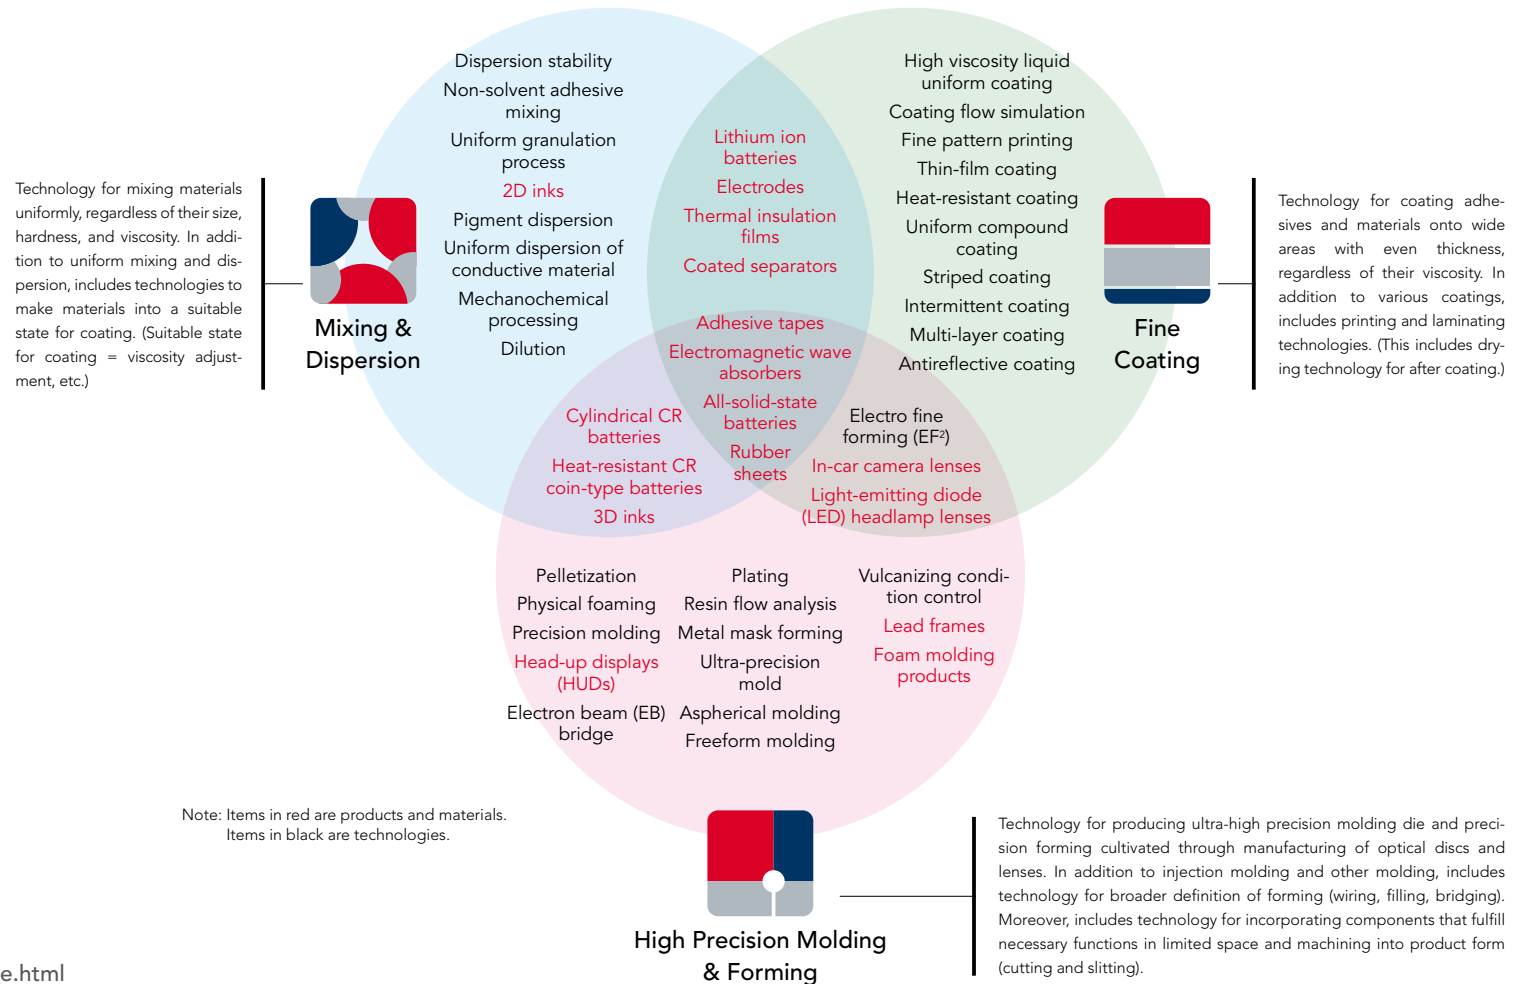 Dispersion stability
Non-solvent adhesive
mixing
Uniform granulation
process
2D inks
Pigment dispersion
Uniform dispersion of
conductive material
Mechanochemical
processing
Dilution
High viscosity liquid
uniform coating
Coating flow simulation
Fine pattern printing
Thin-film coating
Heat-resistant coating
Uniform compound
coating
Striped coating
Intermittent coating
Multi-layer coating
Antireflective coating
Lithium ion
batteries
Electrodes
Thermal insulation
films
Coated separators
Technology for mixing materials
uniformly, regardless of their size,
hardness, and viscosity. In addi-
tion to uniform mixing and dis-
persion, includes technologies to
make materials into a suitable
state for coating. (Suitable state
for coating = viscosity adjust-
ment, etc.)
Mixing &
Dispersion
Fine
Coating
Technology for coating adhe-
sives and materials onto wide
areas with even thickness,
regardless of their viscosity. In
addition to various coatings,
includes printing and laminating
technologies. (This includes dry-
ing technology for after coating.)
Adhesive tapes
Electromagnetic wave
absorbers
All-solid-state
batteries
Rubber
sheets
Cylindrical CR
batteries
Heat-resistant CR
coin-type batteries
3D inks
Electro fine
forming (EF²)
In-car camera lenses
Light-emitting diode
(LED) headlamp lenses
Pelletization
Physical foaming
Precision molding
Head-up displays
(HUDs)
Electron beam (EB)
bridge
Plating
Resin flow analysis
Metal mask forming
Ultra-precision
mold
Aspherical molding
Freeform molding
Vulcanizing condi-
tion control
Lead frames
Foam molding
products
Note: Items in red are products and materials.
Items in black are technologies.
High Precision Molding
& Forming
Technology for producing ultra-high precision molding die and preci-
sion forming cultivated through manufacturing of optical discs and
lenses. In addition to injection molding and other molding, includes
technology for broader definition of forming (wiring, filling, bridging).
Moreover, includes technology for incorporating components that fulfill
necessary functions in limited space and machining into product form
(cutting and slitting).
e.html